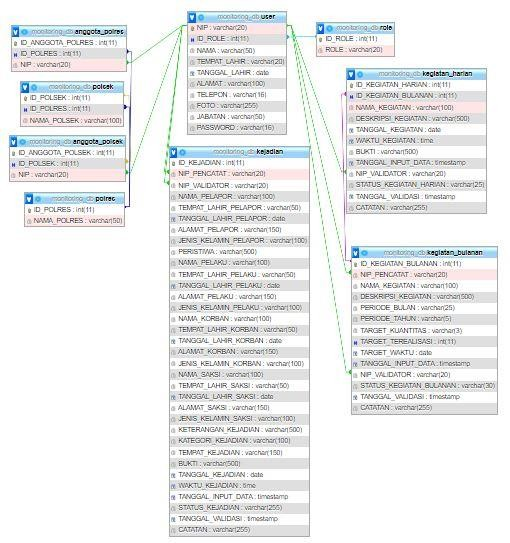 monitoring_db anggota_polres
ID_ANGGOTA_POLRES : int(11)
ID_POLRES : int(11)
NIP : varchar(20)
monitoring_db polsek
ID_POLSEK : int(11)
ID_POLRES : int(11)
NAMA_POLSEK : varchar(100)
monitoring_db anggota_polsek
ID_ANGGOTA_POLSEK : int(11)
ID_POLSEK : int(11)
NIP : varchar(20)
monitoring_db polres
ID_POLRES : int(11)
NAMA_POLRES : varchar(50)
monitoring_db user
NIP : varchar(20)
ID_ROLE : int(11)
NAMA : varchar(50)
TEMPAT_LAHIR : varchar(20)
TANGGAL_LAHIR : date
ALAMAT : varchar(100)
TELEPON : varchar(16)
FOTO : varchar(255)
JABATAN : varchar(50)
PASSWORD : varchar(16)
monitoring_db kejadian
ID_KEJADIAN : int(11)
NIP_PENCATAT : varchar(20)
NIP_VALIDATOR : varchar(20)
NAMA_PELAPOR : varchar(100)
TEMPAT_LAHIR_PELAPOR : varchar(50)
TANGGAL_LAHIR_PELAPOR : date
ALAMAT_PELAPOR : varchar(150)
JENIS_KELAMIN_PELAPOR : varchar(100)
PERISTIWA : varchar(500)
NAMA_PELAKU : varchar(100)
TEMPAT_LAHIR_PELAKU : varchar(50)
TANGGAL_LAHIR_PELAKU : date
ALAMAT_PELAKU : varchar(150)
JENIS_KELAMIN_PELAKU : varchar(100)
NAMA_KORBAN : varchar(100)
TEMPAT_LAHIR_KORBAN : varchar(50)
TANGGAL_LAHIR_KORBAN : date
ALAMAT_KORBAN : varchar(150)
JENIS_KELAMIN_KORBAN : varchar(100)
NAMA_SAKSI : varchar(100)
TEMPAT_LAHIR_SAKSI : varchar(50)
TANGGAL_LAHIR_SAKSI : date
ALAMAT_SAKSI : varchar(150)
JENIS_KELAMIN_SAKSI : varchar(100)
KETERANGAN_KEJADIAN : varchar(500)
KATEGORI_KEJADIAN : varchar(100)
TEMPAT_KEJADIAN : varchar(150)
BUKTI : varchar(500)
TANGGAL_KEJADIAN : date
WAKTU_KEJADIAN : time
TANGGAL_INPUT_DATA : timestamp
STATUS_KEJADIAN : varchar(255)
TANGGAL_VALIDASI : timestamp
CATATAN : varchar(255)
monitoring_db role
ID_ROLE : int(11)
ROLE : varchar(20)
monitoring_db kegiatan_harian
ID_KEGIATAN_HARIAN : int(11)
ID_KEGIATAN_BULANAN : int(11)
NAMA_KEGIATAN : varchar(100)
DESKRIPSI_KEGIATAN : varchar(500)
TANGGAL_KEGIATAN : date
WAKTU_KEGIATAN : time
BUKTI : varchar(500)
TANGGAL_INPUT_DATA : timestamp
NIP_VALIDATOR : varchar(20)
STATUS_KEGIATAN_HARIAN : varchar(25)
TANGGAL_VALIDASI : timestamp
CATATAN : varchar(255)
monitoring_db kegiatan_bulanan
ID_KEGIATAN_BULANAN : int(11)
NIP_PENCATAT : varchar(20)
NAMA_KEGIATAN : varchar(100)
DESKRIPSI_KEGIATAN : varchar(500)
PERIODE_BULAN : varchar(25)
PERIODE_TAHUN : varchar(5)
TARGET_KUANTITAS : varchar(3)
TARGET_TEREALISASI : int(11)
TARGET_WAKTU : date
TANGGAL_INPUT_DATA : timestamp
NIP_VALIDATOR : varchar(20)
STATUS_KEGIATAN_BULANAN : varchar(30)
TANGGAL_VALIDASI : timestamp
CATATAN : varchar(255)